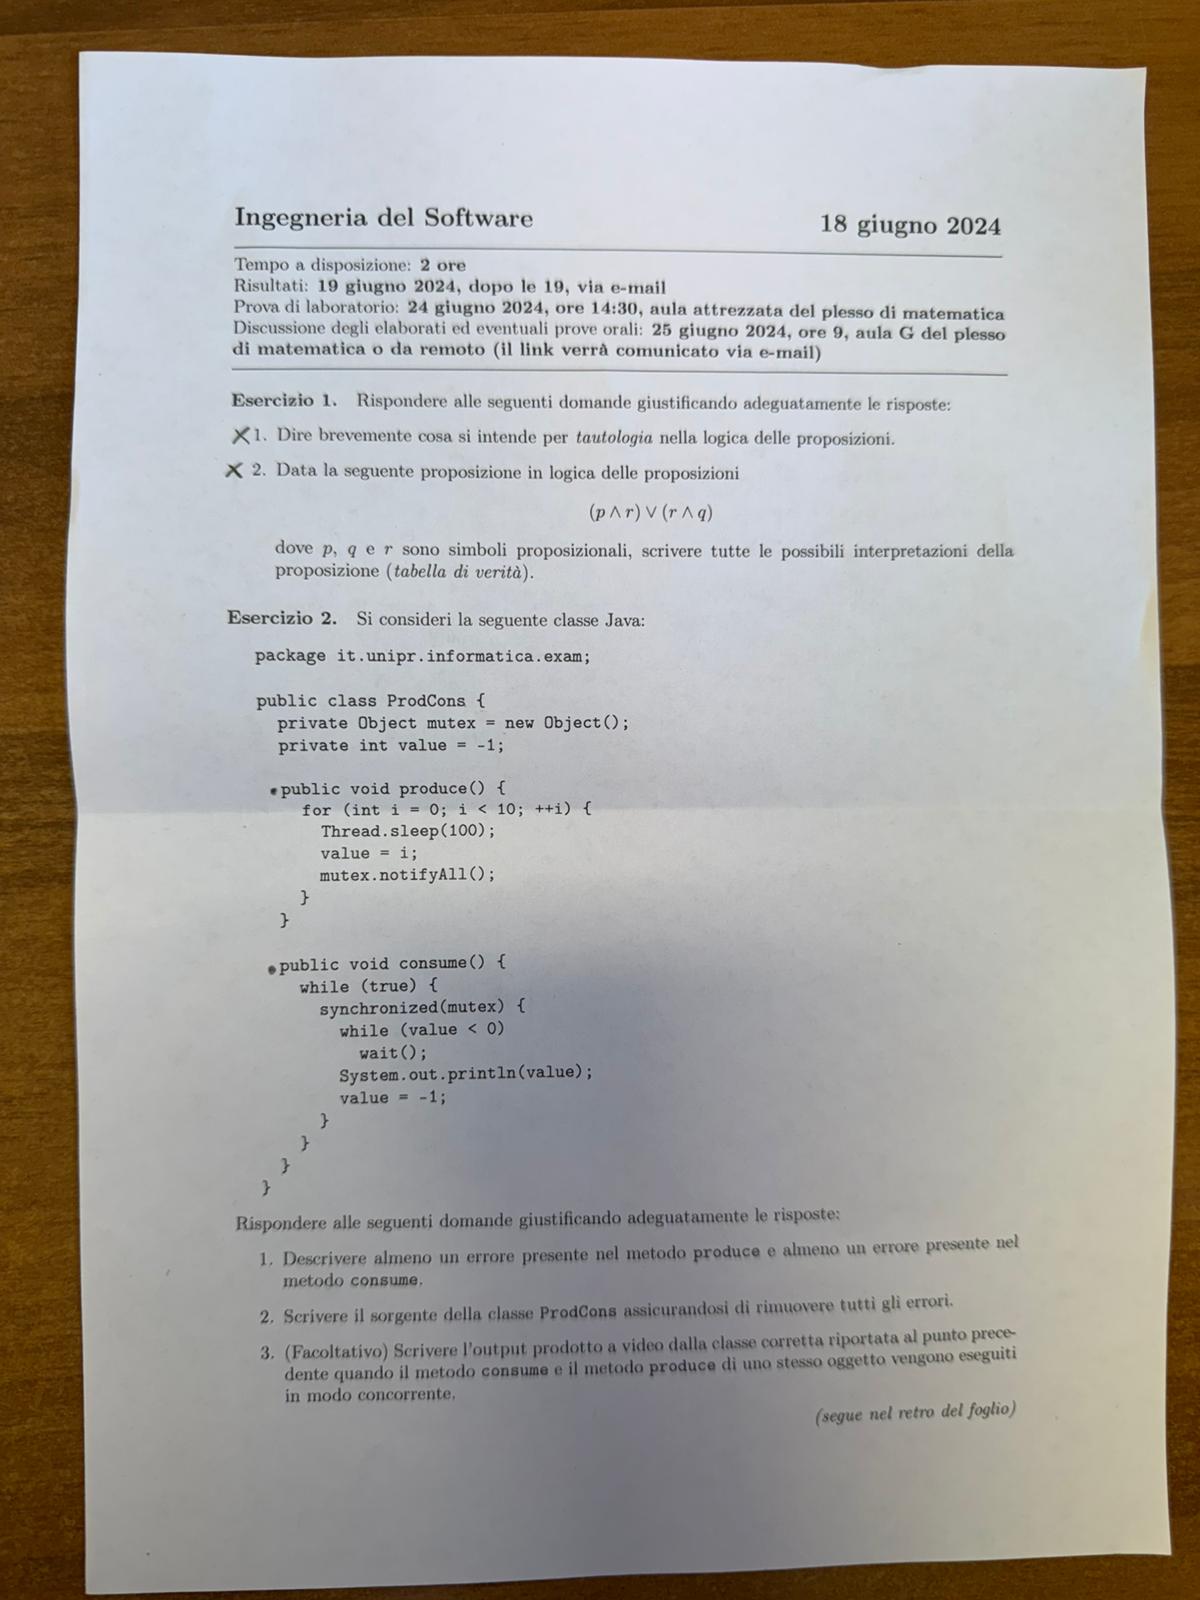 Ingegneria del Software 18 giugno 2024
Tempo a disposizione: 2 ore
Risultati: 19 giugno 2024, dopo le 19, via e-mail
Prova di laboratorio: 24 giugno 2024, ore 14:30, aula attrezzata del plesso di matematica
Discussione degli elaborati ed eventuali prove orali: 25 giugno 2024, ore 9, aula G del plesso
di matematica o da remoto (il link verrà comunicato via e-mail)
Esercizio 1. Rispondere alle seguenti domande giustificando adeguatamente le risposte:
1. Dire brevemente cosa si intende per tautologia nella logica delle proposizioni.
2. Data la seguente proposizione in logica delle proposizioni
(p ∧ r) ∨ (r ∧ q)
dove p, q e r sono simboli proposizionali, scrivere tutte le possibili interpretazioni della
proposizione (tabella di verità).
Esercizio 2. Si consideri la seguente classe Java:
package it.unipr.informatica.exam;
public class ProdCons {
private Object mutex = new Object();
private int value = -1;
public void produce() {
for (int i = 0; i < 10; ++i) {
Thread.sleep(100);
value = i;
mutex.notifyAll();
}
}
public void consume() {
while (true) {
synchronized(mutex) {
while (value < 0)
wait();
System.out.println(value);
value = -1;
}
}
}
}
Rispondere alle seguenti domande giustificando adeguatamente le risposte:
1. Descrivere almeno un errore presente nel metodo produce e almeno un errore presente nel
metodo consume.
2. Scrivere il sorgente della classe ProdCons assicurandosi di rimuovere tutti gli errori.
3. (Facoltativo) Scrivere l'output prodotto a video dalla classe corretta riportata al punto prece-
dente quando il metodo consume e il metodo produce di uno stesso oggetto vengono eseguiti
in modo concorrente.
(segue nel retro del foglio)